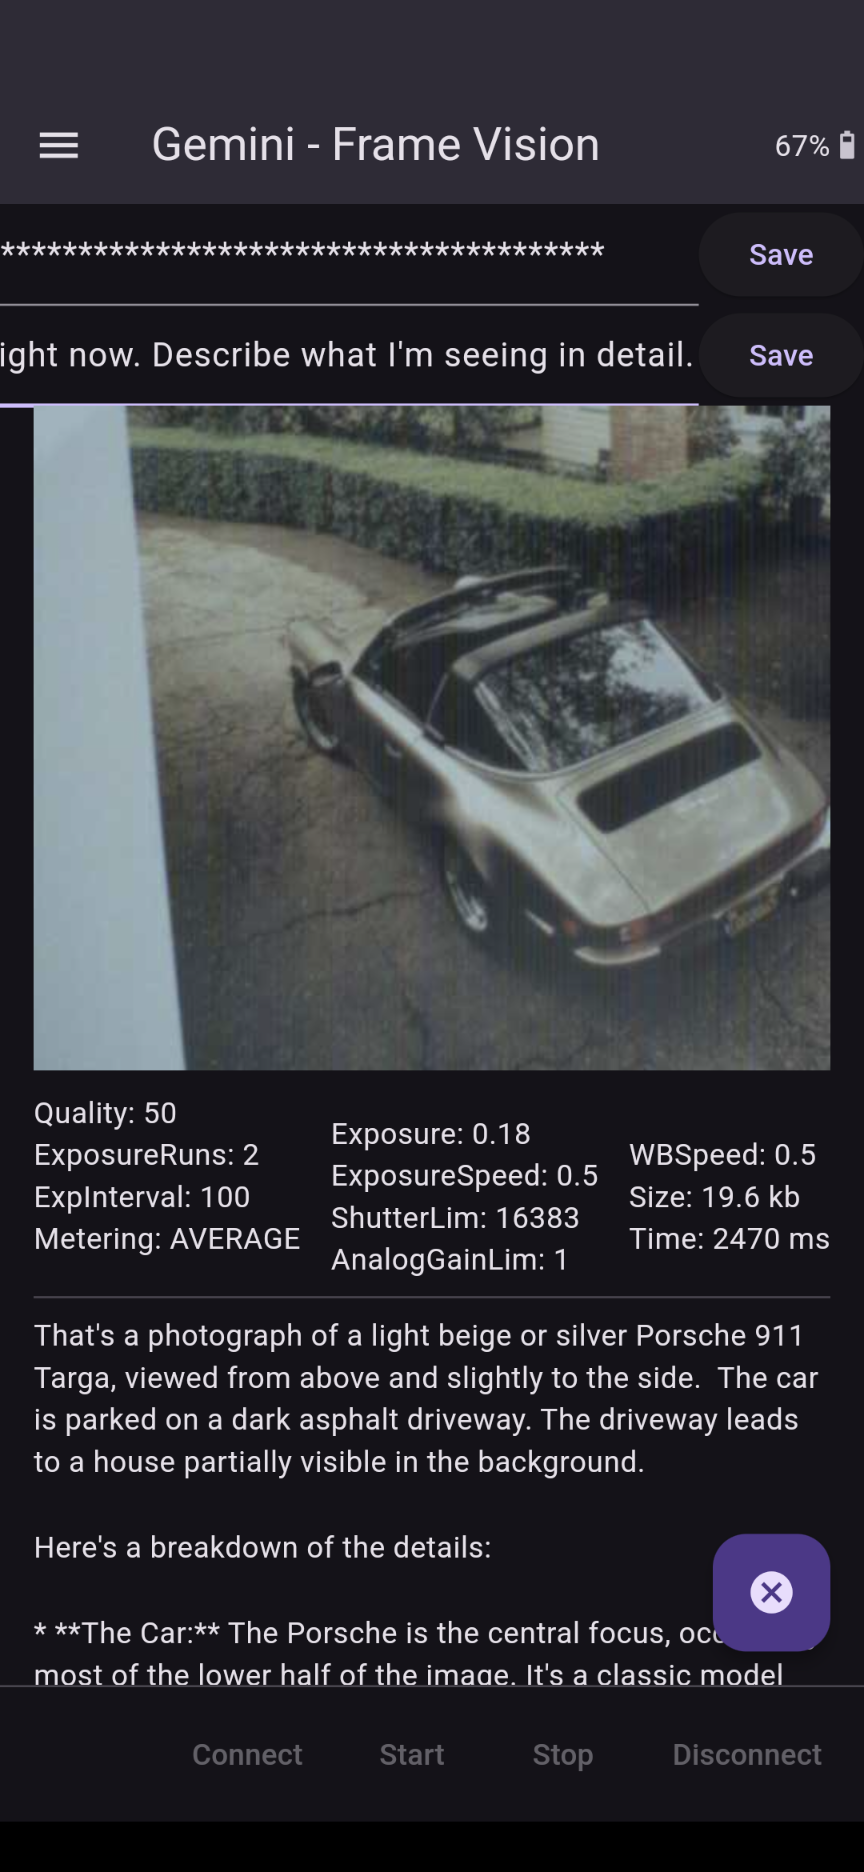 Gemini - Frame Vision
67%
***************************************
Save
ight now. Describe what I'm seeing in detail.
Save
Quality: 50
ExposureRuns: 2
ExpInterval: 100
Metering: AVERAGE
Exposure: 0.18
ExposureSpeed: 0.5
ShutterLim: 16383
AnalogGainLim: 1
WBSpeed: 0.5
Size: 19.6 kb
Time: 2470 ms
That's a photograph of a light beige or silver Porsche 911
Targa, viewed from above and slightly to the side.  The car
is parked on a dark asphalt driveway. The driveway leads
to a house partially visible in the background.
Here's a breakdown of the details:
* **The Car:** The Porsche is the central focus,
most of the lower half of the image. It's a classic model
Connect
Start
Stop
Disconnect